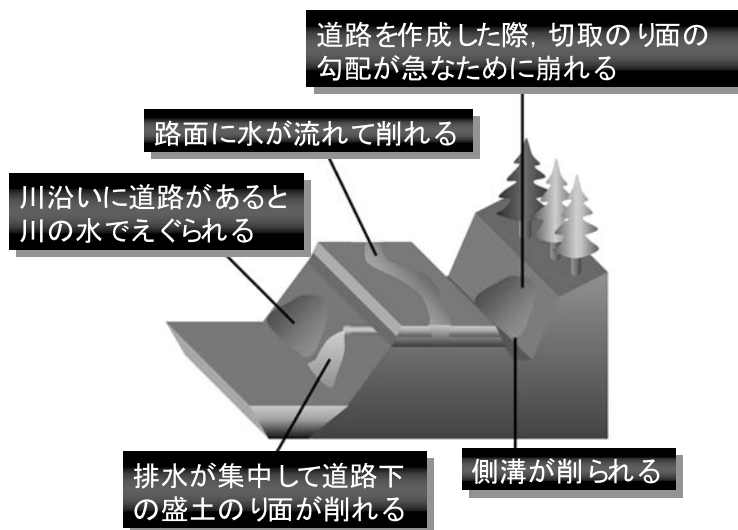 道路を作成した際，切取のり面の
勾配が急なために崩れる
路面に水が流れて削れる
川沿いに道路があると
川の水でえぐられる
排水が集中して道路下
の盛土のり面が削れる
側溝が削られる